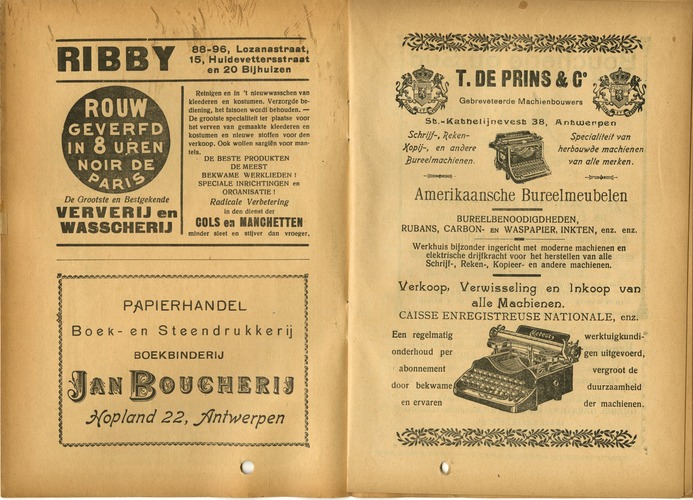 RIBBY
88-96, Lozanastraat,
15, Huidevettersstraat
en 20 Bijhuizen
ROUW
GEVERFD
IN 8 UREN
NOIR DE
PARIS
De Grootste en Bestgekende
VERVERIJ en
WASSCHERIJ
Reinigen en in 't nieuwwasschen van
kleederen en kostumen. Verzorgde be-
diening, het fatsoen wordt behouden. —
De grootste specialiteit ter plaatse voor
het verven van gemaakte kleederen en
kostumen en nieuwe stoffen voor den
verkoop. Ook wollen sargiën voor man-
tels.
DE BESTE PRODUKTEN
DE MEEST
BEKWAME WERKLIEDEN !
SPECIALE INRICHTINGEN en
ORGANISATIE !
Radicale Verbetering
in den dienst der
COLS en MANCHETTEN
minder sleet en stijver dan vroeger.
PAPIERHANDEL
Boek- en Steendrukkerij
BOEKBINDERIJ
JAN BOUCHERIJ
Hopland 22, Antwerpen
T. DE PRINS & Co
Gebreveteerde Machienbouwers
St.-Kathelijnevest 38, Antwerpen
Schrijf-, Reken-
Kopij-, en andere
Bureelmachienen.
Specialiteit van
herbouwde machienen
van alle merken.
Amerikaansche Bureelmeubelen
BUREELBENOODIGDHEDEN,
RUBANS, CARBON- EN WASPAPIER, INKTEN, enz. enz.
Werkhuis bijzonder ingericht met moderne machienen en
elektrische drijfkracht voor het herstellen van alle
Schrijf-, Reken-, Kopieer- en andere machienen.
Verkoop, Verwisseling en Inkoop van
alle Machienen.
CAISSE ENREGISTREUSE NATIONALE, enz.
Een regelmatig
onderhoud per
abonnement
door bekwame
en ervaren
werktuigkundi-
gen uitgevoerd,
vergroot de
duurzaamheid
der machienen.